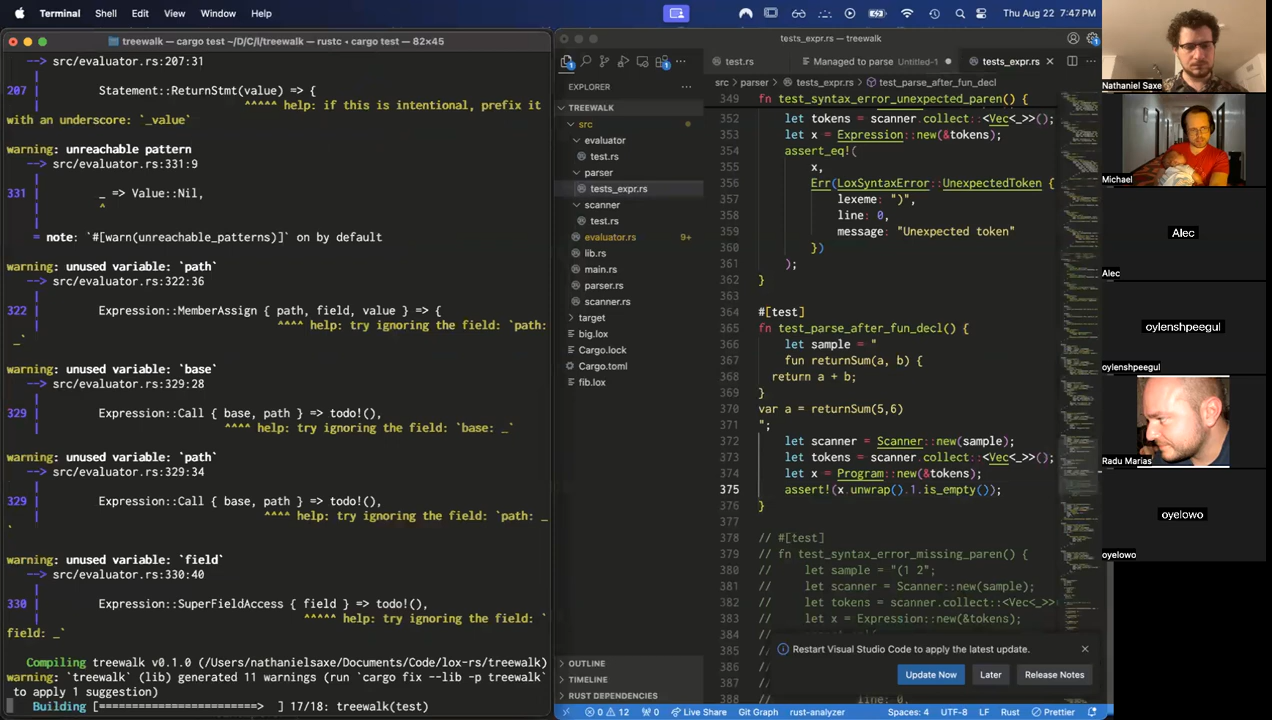 Terminal Shell Edit View Window Help
Thu Aug 22 7:47 PM
treewalk — cargo test ~/D/C/l/treewalk — rustc ◂ cargo test — 82×45
--> src/evaluator.rs:207:31
|
207 | Statement::ReturnStmt(value) => {
| ^^^^^ help: if this is intentional, prefix it
with an underscore: `_value`
warning: unreachable pattern
--> src/evaluator.rs:331:9
|
331 | _ => Value::Nil,
| ^
|
= note: `#[warn(unreachable_patterns)]` on by default
warning: unused variable: `path`
--> src/evaluator.rs:322:36
|
322 | Expression::MemberAssign { path, field, value } => {
| ^^^^ help: try ignoring the field: `path:
_`
warning: unused variable: `base`
--> src/evaluator.rs:329:28
|
329 | Expression::Call { base, path } => todo!(),
| ^^^^ help: try ignoring the field: `base: _`
warning: unused variable: `path`
--> src/evaluator.rs:329:34
|
329 | Expression::Call { base, path } => todo!(),
| ^^^^ help: try ignoring the field: `path: _
`
warning: unused variable: `field`
--> src/evaluator.rs:330:40
|
330 | Expression::SuperFieldAccess { field } => todo!(),
| ^^^^^ help: try ignoring the field: `
field: _`
Compiling treewalk v0.1.0 (/Users/nathanielsaxe/Documents/Code/lox-rs/treewalk)
warning: `treewalk` (lib) generated 11 warnings (run `cargo fix --lib -p treewalk`
to apply 1 suggestion)
Building [=========================> ] 17/18: treewalk(test)
tests_expr.rs — treewalk
EXPLORER
TREEWALK
src
evaluator
test.rs
parser
tests_expr.rs
scanner
test.rs
evaluator.rs 9+
lib.rs
main.rs
parser.rs
scanner.rs
target
big.lox
Cargo.lock
Cargo.toml
fib.lox
OUTLINE
TIMELINE
RUST DEPENDENCIES
test.rs
Managed to parse Untitled-1
tests_expr.rs
src > parser > tests_expr.rs > test_parse_after_fun_decl
349 fn test_syntax_error_unexpected_paren() {
352 let tokens = scanner.collect::<Vec<_>>();
353 let x = Expression::new(&tokens);
354 assert_eq!(
355 x,
356 Err(LoxSyntaxError::UnexpectedToken {
357 lexeme: ")",
358 line: 0,
359 message: "Unexpected token"
360 })
361 );
362 }
363
364 #[test]
365 fn test_parse_after_fun_decl() {
366 let sample = "
367 fun returnSum(a, b) {
368 return a + b;
369 }
370 var a = returnSum(5,6)
371 ";
372 let scanner = Scanner::new(sample);
373 let tokens = scanner.collect::<Vec<_>>();
374 let x = Program::new(&tokens);
375 assert!(x.unwrap().1.is_empty());
376 }
377
378 // #[test]
379 // fn test_syntax_error_missing_paren() {
380 // let sample = "(1 2";
381 // let scanner = Scanner::new(sample);
382 // let tokens = scanner.collect::<Vec<_>>
383 // let x = Expression::new(&tokens);
384 //
385 //
386 //
387 //
388 // line: 0,
Restart Visual Studio Code to apply the latest update.
Update Now
Later
Release Notes
0 12 0 Live Share Git Graph rust-analyzer Spaces: 4 UTF-8 LF Rust Prettier
Nathaniel Saxe
Michael
Alec
Alec
oylenshpeegul
oylenshpeegul
Radu Marias
oyelowo
oyelowo